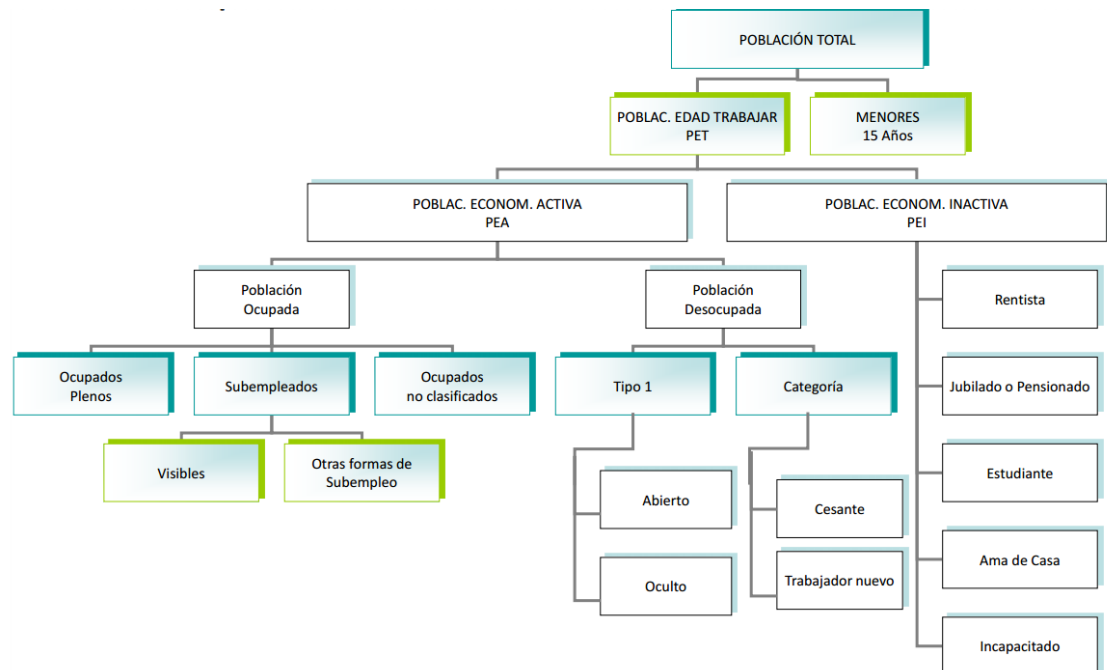 POBLACIÓN TOTAL
POBLAC. EDAD TRABAJAR
PET
MENORES
15 Años
POBLAC. ECONOM. ACTIVA
PEA
POBLAC. ECONOM. INACTIVA
PEI
Población
Ocupada
Población
Desocupada
Rentista
Ocupados
Plenos
Subempleados
Ocupados
no clasificados
Tipo 1
Categoría
Jubilado o Pensionado
Visibles
Otras formas de
Subempleo
Estudiante
Abierto
Cesante
Oculto
Trabajador nuevo
Ama de Casa
Incapacitado